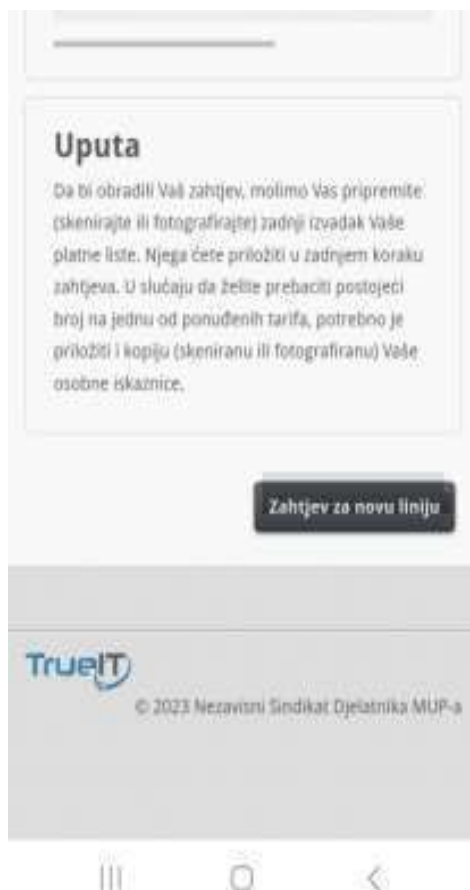 Uputa
Da bi obradili Vaš zahtjev, molimo Vas pripremite
(skenirajte ili fotografirajte) zadnji izvadak Vaše
platne liste. Njega ćete priložiti u zadnjem koraku
zahtjeva. U slučaju da želite prebaciti postojeći
broj na jednu od ponuđenih tarifa, potrebno je
priložiti i kopiju (skeniranu ili fotografiranu) Vaše
osobne iskaznice.
Zahtjev za novu liniju
TrueIT
© 2023 Nezavisni Sindikat Djelatnika MUP-a